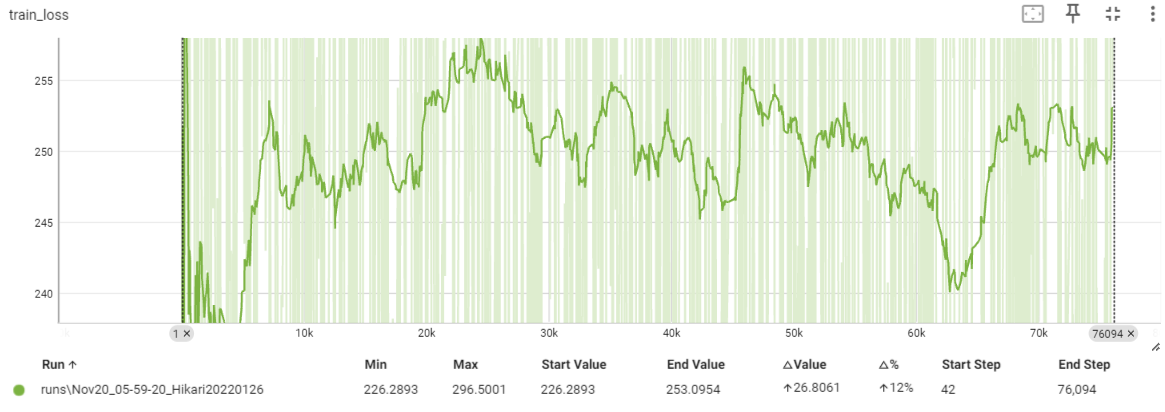 train_loss
255
250
245
240
1 ×
10k
20k
30k
40k
50k
60k
70k
76094 ×
Run ↑ Min Max Start Value End Value △Value △% Start Step End Step
runs\Nov20_05-59-20_Hikari20220126 226.2893 296.5001 226.2893 253.0954 ↑26.8061 ↑12% 42 76,094